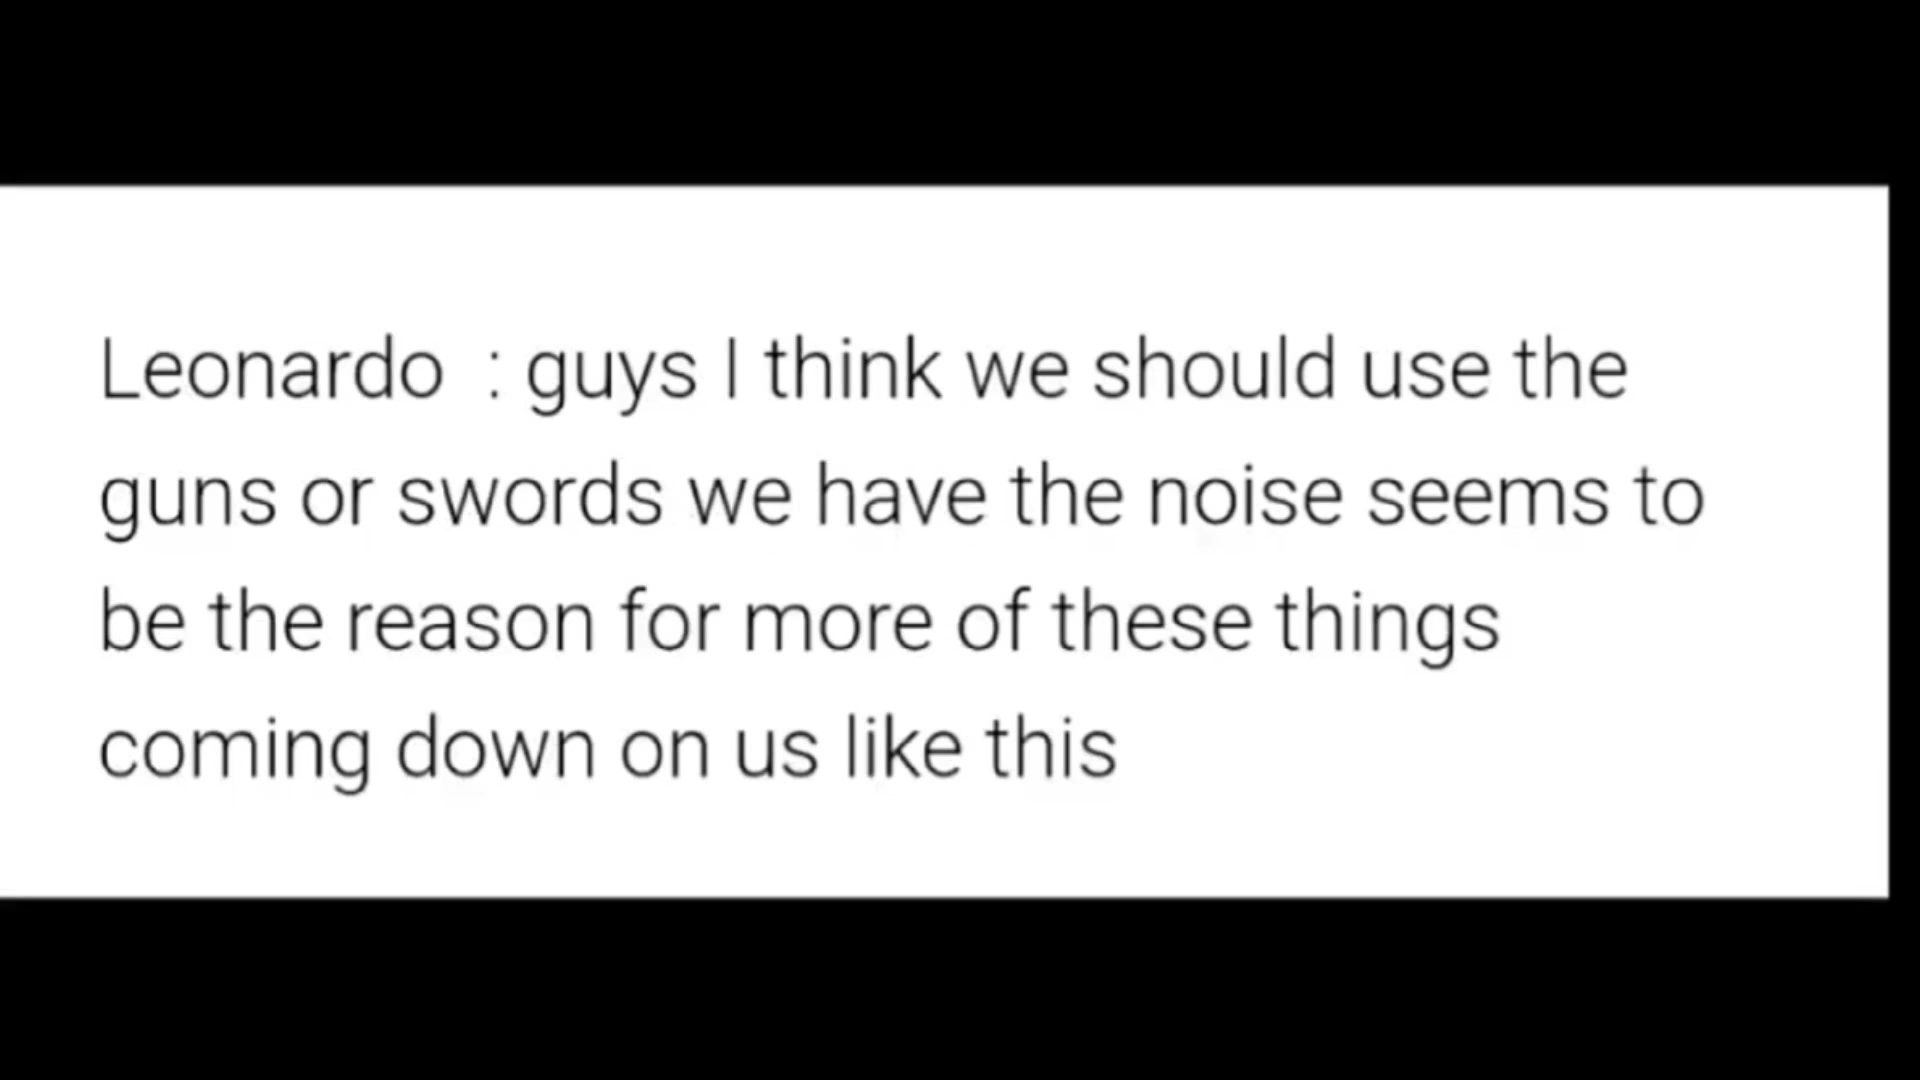 Leonardo  : guys I think we should use the
guns or swords we have the noise seems to
be the reason for more of these things
coming down on us like this